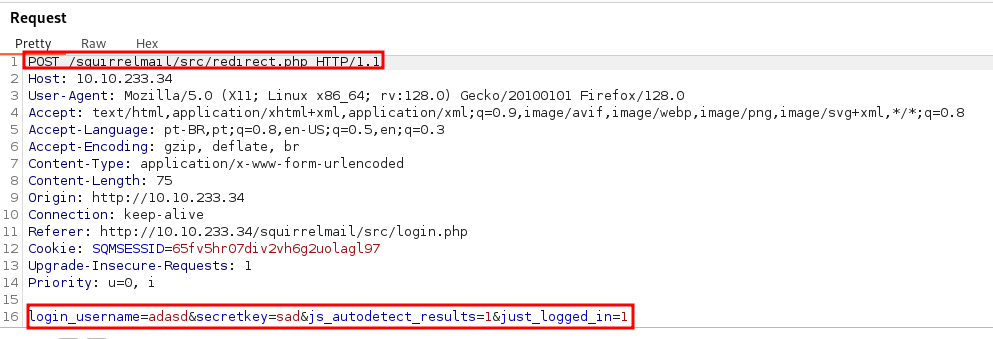 Request
Pretty Raw Hex
1 POST /squirrelmail/src/redirect.php HTTP/1.1
2 Host: 10.10.233.34
3 User-Agent: Mozilla/5.0 (X11; Linux x86_64; rv:128.0) Gecko/20100101 Firefox/128.0
4 Accept: text/html,application/xhtml+xml,application/xml;q=0.9,image/avif,image/webp,image/png,image/svg+xml,*/*;q=0.8
5 Accept-Language: pt-BR,pt;q=0.8,en-US;q=0.5,en;q=0.3
6 Accept-Encoding: gzip, deflate, br
7 Content-Type: application/x-www-form-urlencoded
8 Content-Length: 75
9 Origin: http://10.10.233.34
10 Connection: keep-alive
11 Referer: http://10.10.233.34/squirrelmail/src/login.php
12 Cookie: SQMSESSID=65fv5hr07div2vh6g2uolagl97
13 Upgrade-Insecure-Requests: 1
14 Priority: u=0, i
15
16 login_username=adasd&secretkey=sad&js_autodetect_results=1&just_logged_in=1